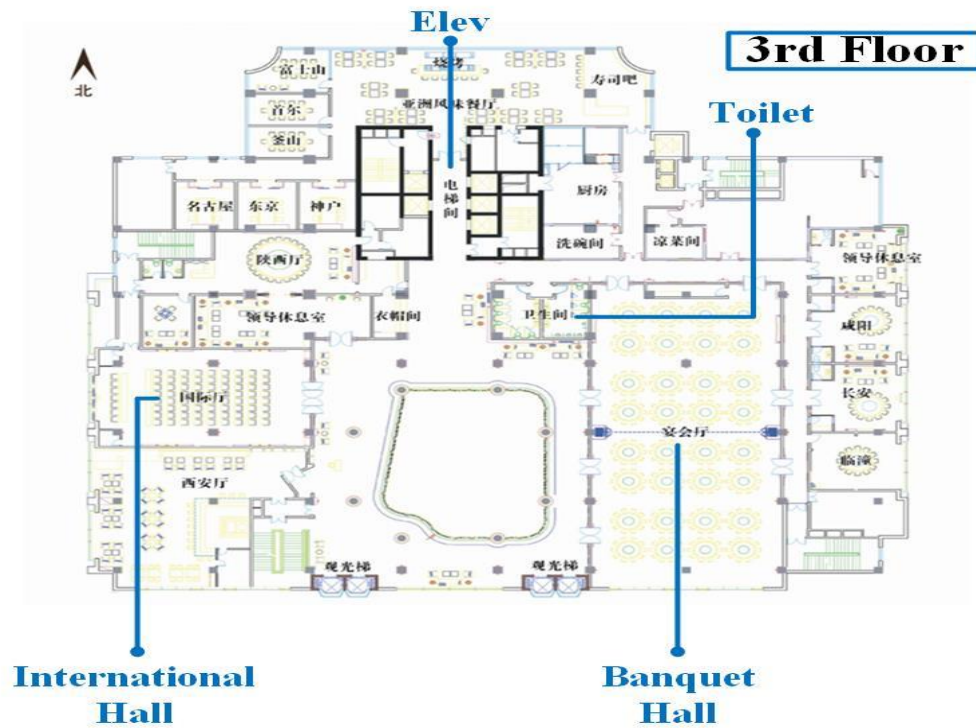 Elev
3rd Floor
北
富士山
烧烤
寿司吧
首尔
亚洲风味餐厅
Toilet
釜山
电梯间
厨房
名古屋
东京
神户
洗碗间
凉菜间
陕西厅
领导休息室
领导休息室
衣帽间
卫生间
咸阳
国际厅
长安
宴会厅
西安厅
临潼
观光梯
观光梯
International
Hall
Banquet
Hall